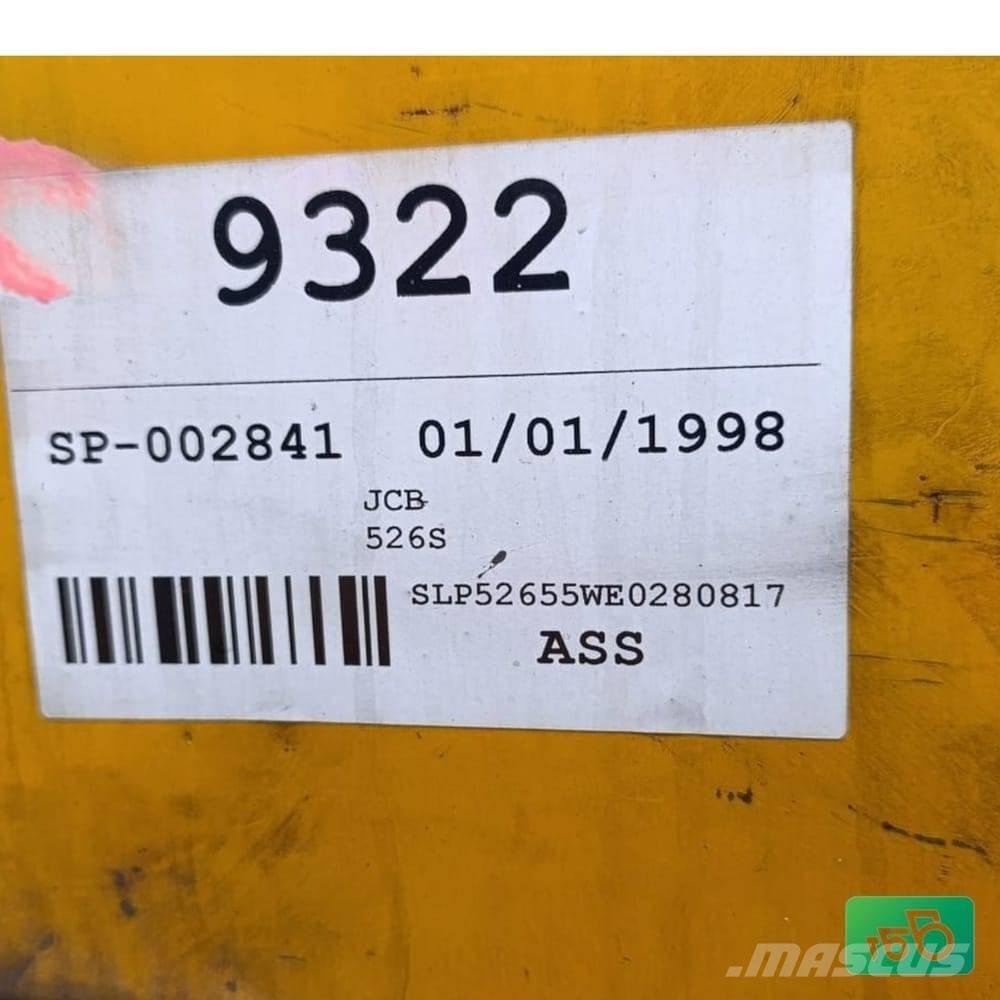 9322
SP-002841 01/01/1998
JCB
526S
SLP52655WE0280817
ASS
MASCUS